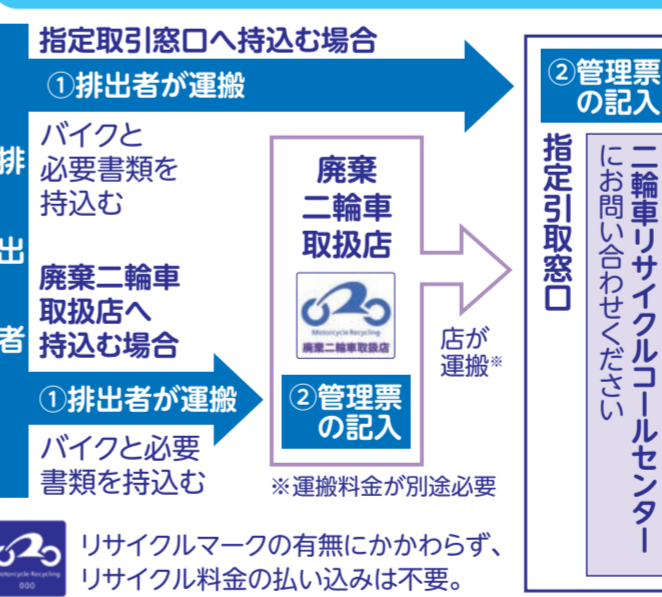 指定取引窓口へ持込む場合
①排出者が運搬
バイクと
必要書類を
持込む
排出者
廃棄二輪車
取扱店へ
持込む場合
①排出者が運搬
バイクと必要
書類を持込む
廃棄
二輪車
取扱店
Motorcycle Recycling
廃棄二輪車取扱店
②管理票
の記入
店が
運搬※
※運搬料金が別途必要
②管理票
の記入
指定引取窓口
二輪車リサイクルコールセンター
にお問い合わせください
Motorcycle Recycling
000
リサイクルマークの有無にかかわらず、
リサイクル料金の払い込みは不要。